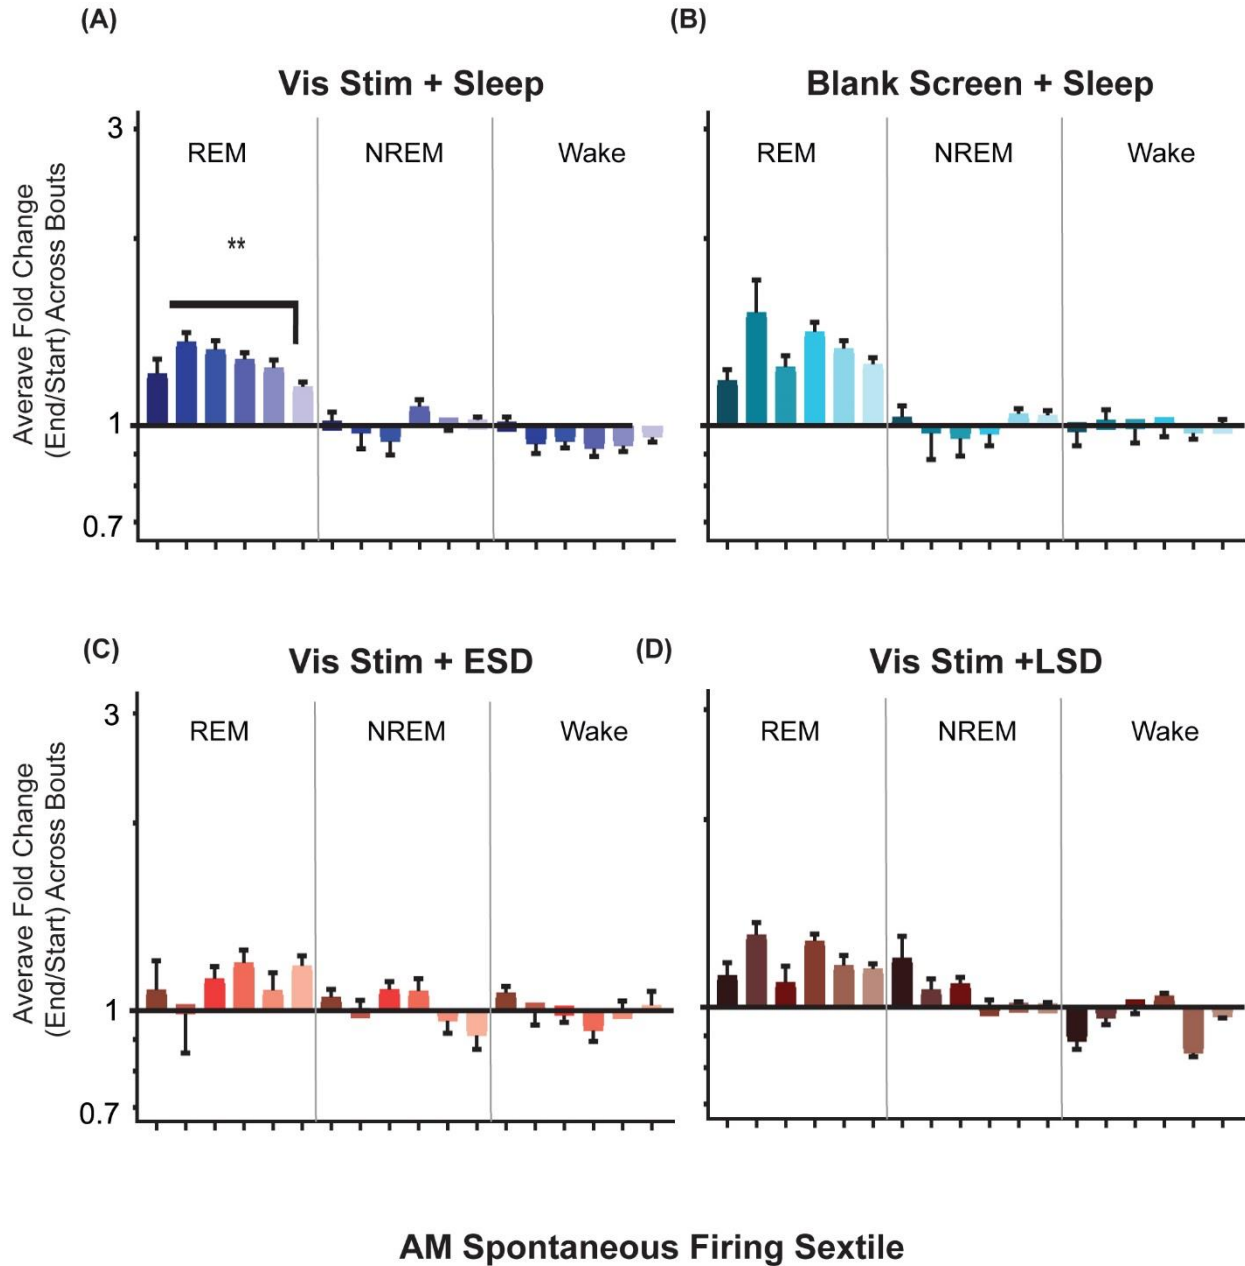 (A)
Vis Stim + Sleep
3
REM
NREM
Wake
**
1
0.7
Averave Fold Change
(End/Start) Across Bouts
(B)
Blank Screen + Sleep
REM
NREM
Wake
(C)
Vis Stim + ESD
3
REM
NREM
Wake
1
0.7
Averave Fold Change
(End/Start) Across Bouts
(D)
Vis Stim +LSD
REM
NREM
Wake
AM Spontaneous Firing Sextile